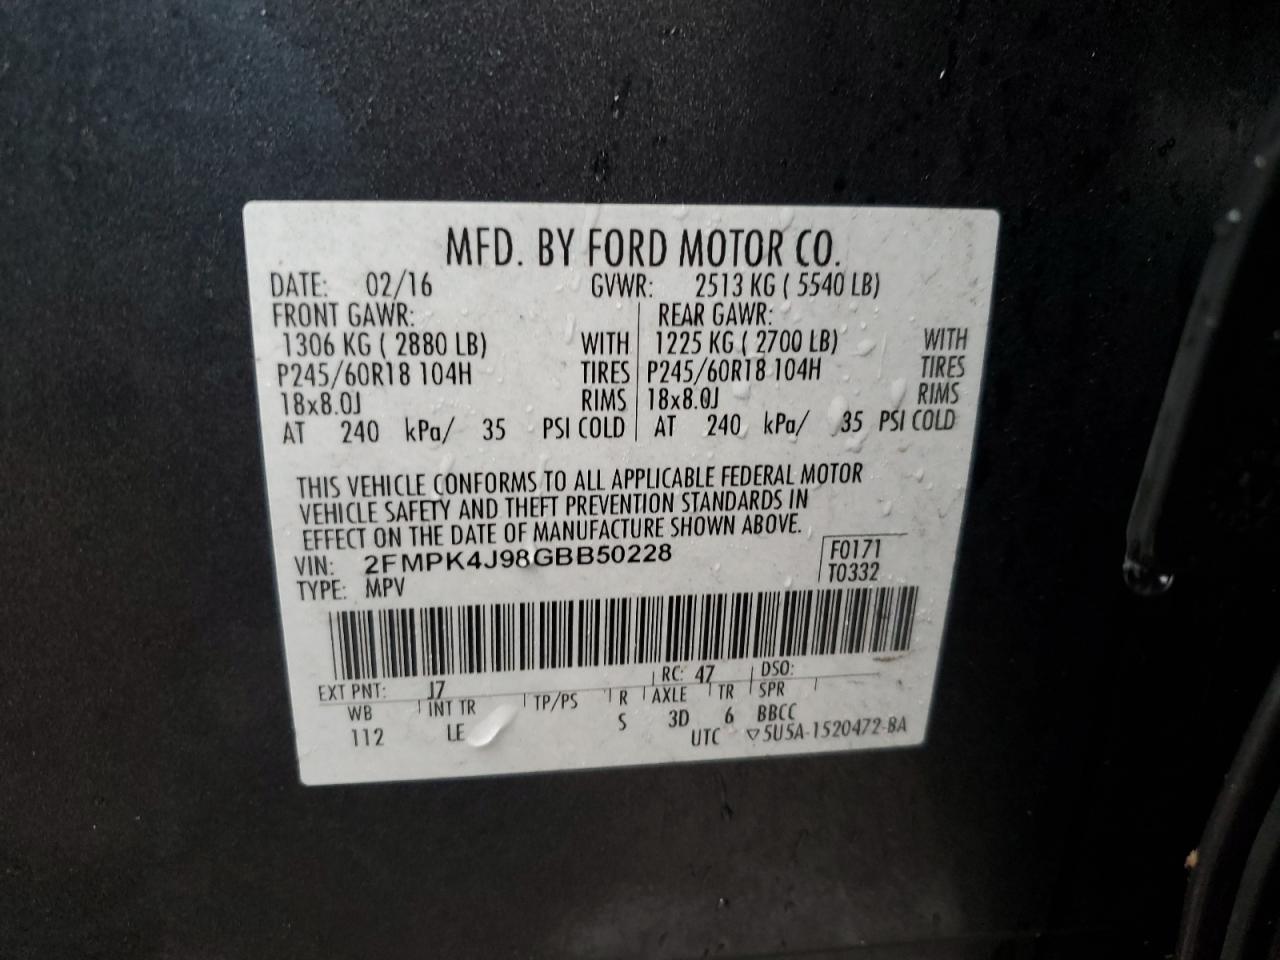 MFD. BY FORD MOTOR CO.
DATE: 02/16 GVWR: 2513 KG ( 5540 LB)
FRONT GAWR: REAR GAWR:
1306 KG ( 2880 LB) WITH 1225 KG ( 2700 LB) WITH
P245/60R18 104H TIRES P245/60R18 104H TIRES
18x8.0J RIMS 18x8.0J RIMS
AT 240 kPa/ 35 PSI COLD AT 240 kPa/ 35 PSI COLD
THIS VEHICLE CONFORMS TO ALL APPLICABLE FEDERAL MOTOR
VEHICLE SAFETY AND THEFT PREVENTION STANDARDS IN
EFFECT ON THE DATE OF MANUFACTURE SHOWN ABOVE.
VIN: 2FMPK4J98GBB50228 F0171
TYPE: MPV T0332
EXT PNT: J7 RC: 47 DSO:
WB INT TR TP/PS R AXLE TR SPR
112 LE S 3D 6 BBCC
UTC ▽5U5A-1520472-BA